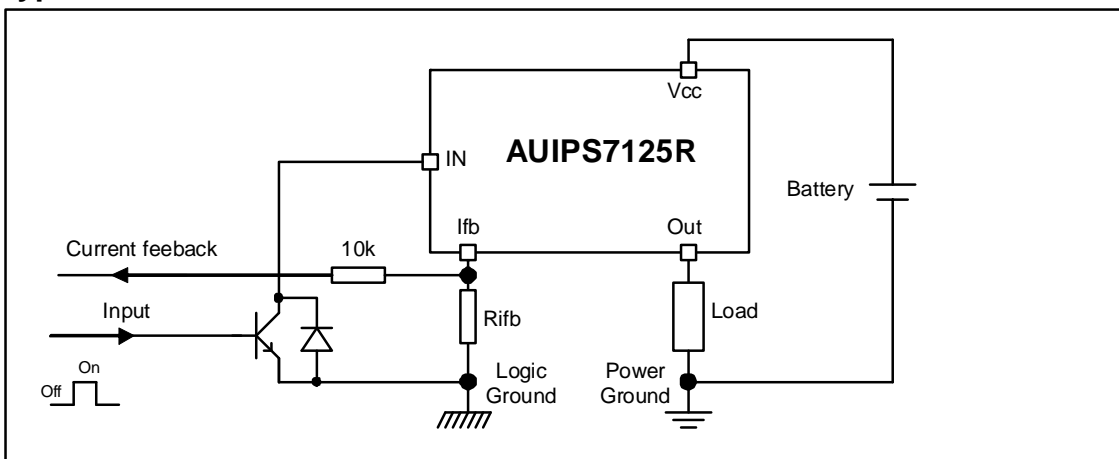 Vcc
AUIPS7125R
IN
Battery
Ifb
Out
Current feeback
10k
Input
Rifb
Load
On
Off
Logic
Ground
Power
Ground